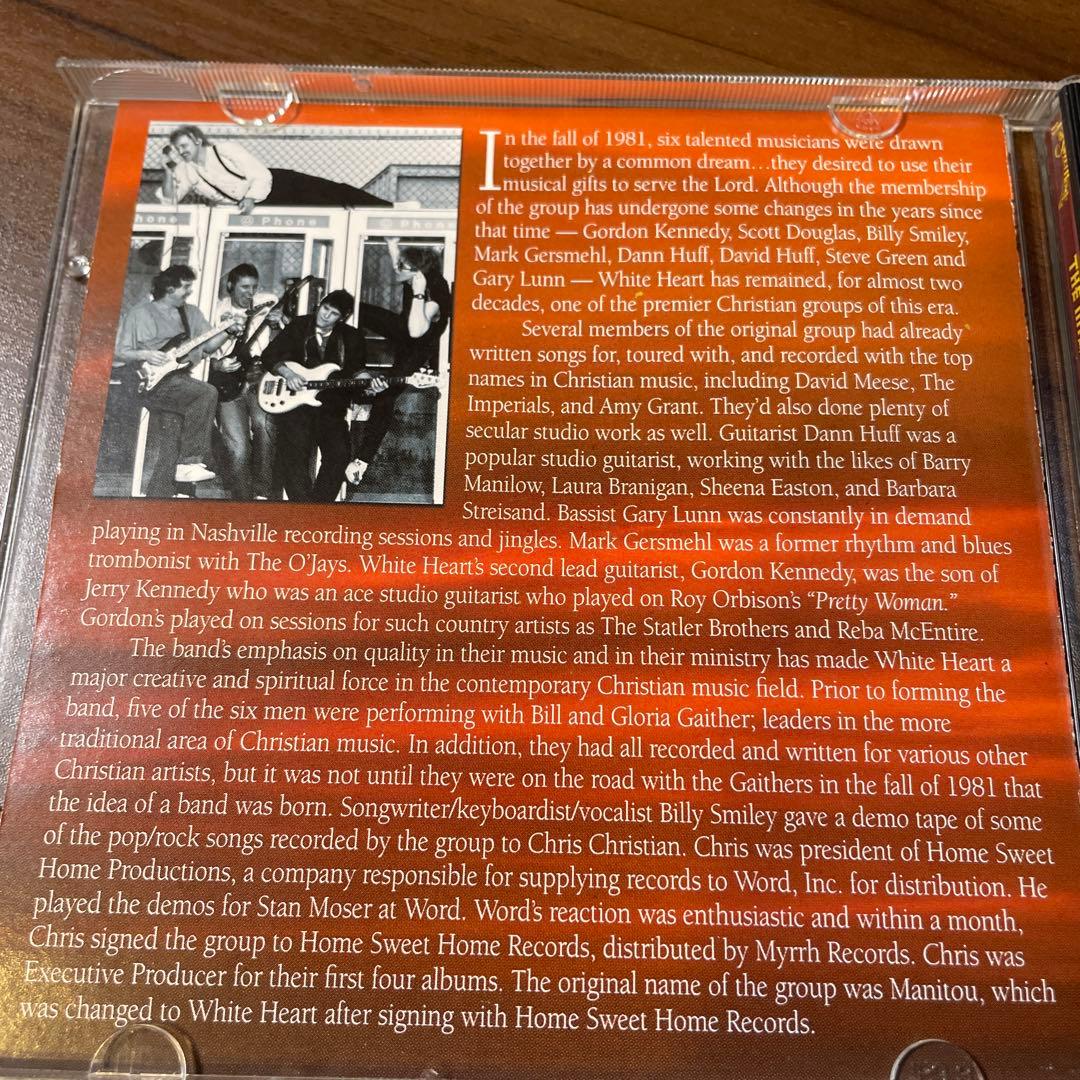 hone
@ Phone
@ Phon
In the fall of 1981, six talented musicians were drawn
together by a common dream…they desired to use their
musical gifts to serve the Lord. Although the membership
of the group has undergone some changes in the years since
that time — Gordon Kennedy, Scott Douglas, Billy Smiley,
Mark Gersmehl, Dann Huff, David Huff, Steve Green and
Gary Lunn — White Heart has remained, for almost two
decades, one of the premier Christian groups of this era.
Several members of the original group had already
written songs for, toured with, and recorded with the top
names in Christian music, including David Meese, The
Imperials, and Amy Grant. They'd also done plenty of
secular studio work as well. Guitarist Dann Huff was a
popular studio guitarist, working with the likes of Barry
Manilow, Laura Branigan, Sheena Easton, and Barbara
Streisand. Bassist Gary Lunn was constantly in demand
playing in Nashville recording sessions and jingles. Mark Gersmehl was a former rhythm and blues
trombonist with The O'Jays. White Heart's second lead guitarist, Gordon Kennedy, was the son of
Jerry Kennedy who was an ace studio guitarist who played on Roy Orbison's "Pretty Woman."
Gordon's played on sessions for such country artists as The Statler Brothers and Reba McEntire.
The band's emphasis on quality in their music and in their ministry has made White Heart a
major creative and spiritual force in the contemporary Christian music field. Prior to forming the
band, five of the six men were performing with Bill and Gloria Gaither; leaders in the more
traditional area of Christian music. In addition, they had all recorded and written for various other
Christian artists, but it was not until they were on the road with the Gaithers in the fall of 1981 that
the idea of a band was born. Songwriter/keyboardist/vocalist Billy Smiley gave a demo tape of some
of the pop/rock songs recorded by the group to Chris Christian. Chris was president of Home Sweet
Home Productions, a company responsible for supplying records to Word, Inc. for distribution. He
played the demos for Stan Moser at Word. Word's reaction was enthusiastic and within a month,
Chris signed the group to Home Sweet Home Records, distributed by Myrrh Records. Chris was
Executive Producer for their first four albums. The original name of the group was Manitou, which
was changed to White Heart after signing with Home Sweet Home Records.
THE